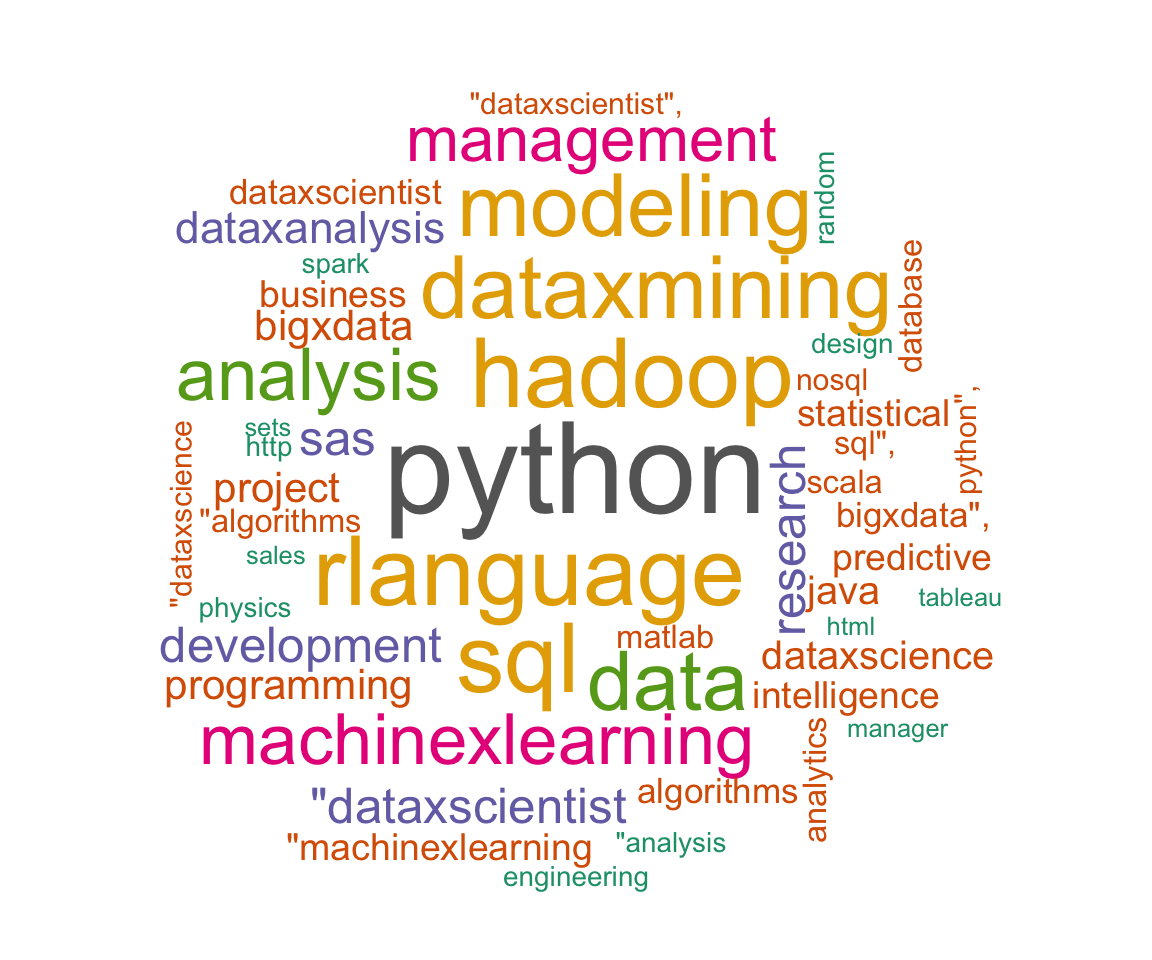 "dataxscientist",
management
random
dataxscientist
modeling
dataxanalysis
spark
database
business
dataxmining
bigxdata
design
analysis
hadoop
nosql
statistical
python",
sets
http
sas
sql",
"dataxscience
python
research
scala
project
bigxdata",
"algorithms
sales
rlanguage
predictive
java
tableau
physics
html
development
sql
matlab
dataxscience
programming
data
intelligence
machinexlearning
manager
analytics
"dataxscientist
algorithms
"machinexlearning
"analysis
engineering